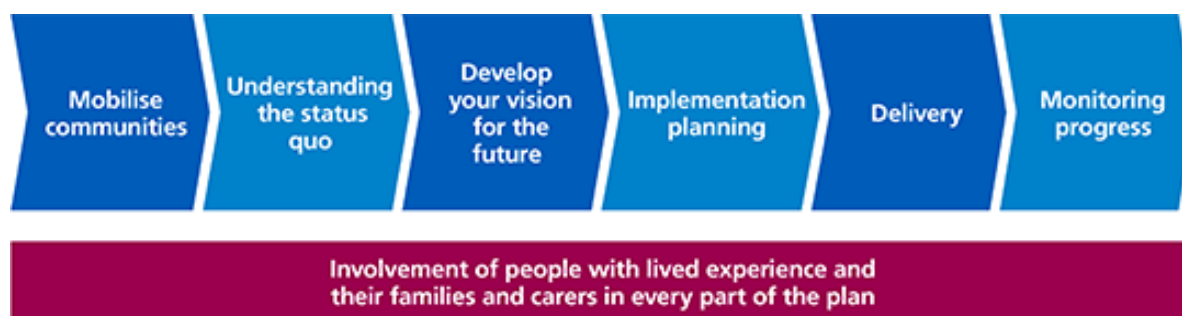 Mobilise
communities
Understanding
the status
quo
Develop
your vision
for the
future
Implementation
planning
Delivery
Monitoring
progress
Involvement of people with lived experience and
their families and carers in every part of the plan